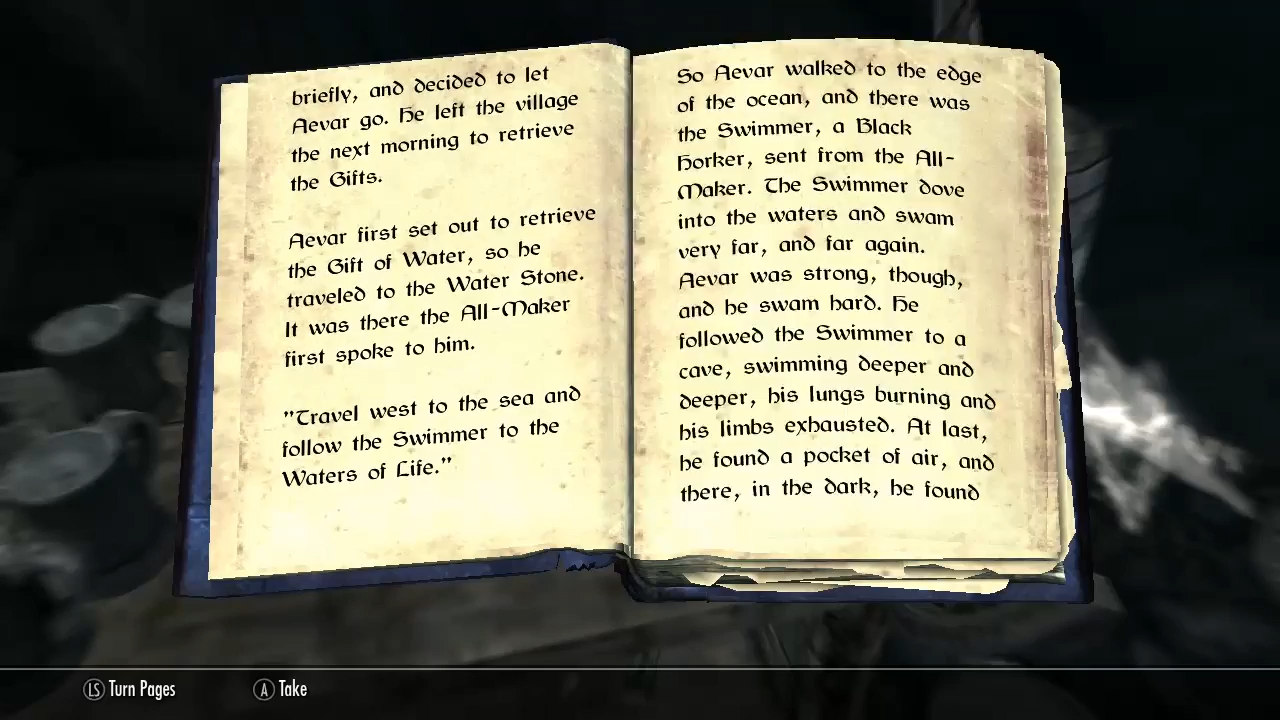 briefly, and decided to let
Aevar go. He left the village
the next morning to retrieve
the Gifts.
Aevar first set out to retrieve
the Gift of Water, so he
traveled to the Water Stone.
It was there the All-Maker
first spoke to him.
"Travel west to the sea and
follow the Swimmer to the
Waters of Life."
So Aevar walked to the edge
of the ocean, and there was
the Swimmer, a Black
Horker, sent from the All-
Maker. The Swimmer dove
into the waters and swam
very far, and far again.
Aevar was strong, though,
and he swam hard. He
followed the Swimmer to a
cave, swimming deeper and
deeper, his lungs burning and
his limbs exhausted. At last,
he found a pocket of air, and
there, in the dark, he found
LS Turn Pages
A Take